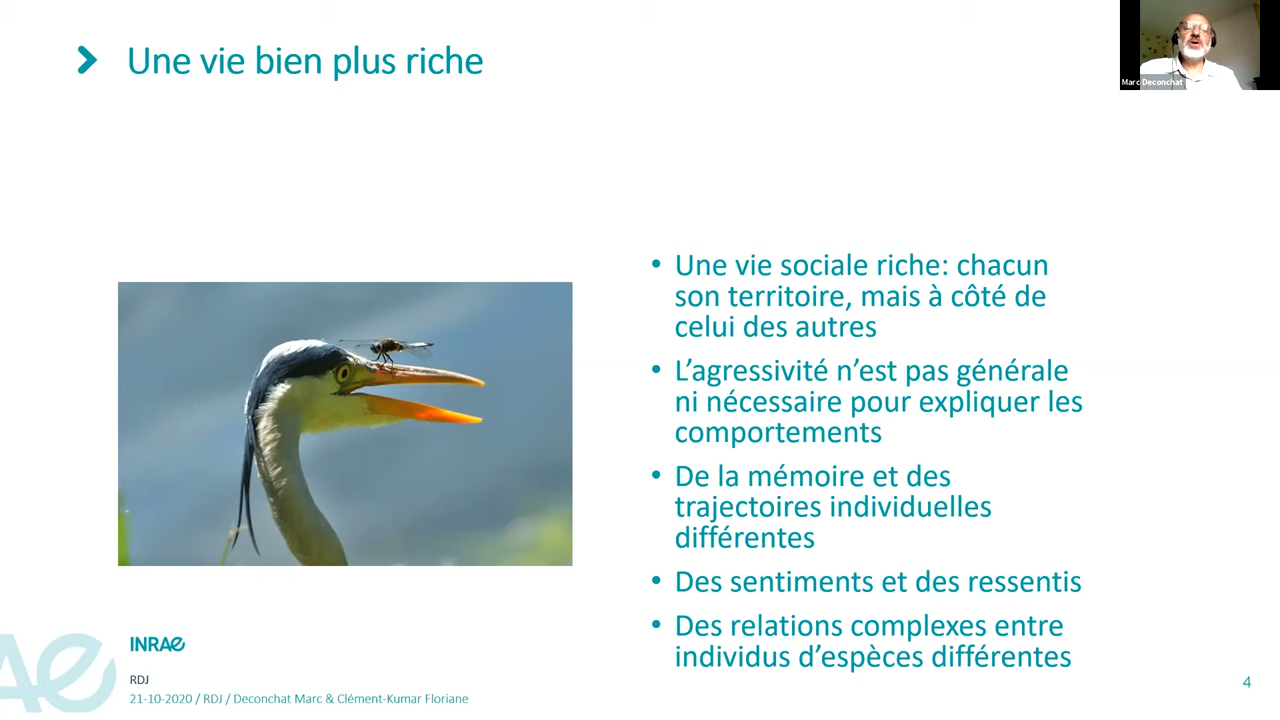 Une vie bien plus riche
Marc Deconchat
• Une vie sociale riche: chacun
son territoire, mais à côté de
celui des autres
• L’agressivité n’est pas générale
ni nécessaire pour expliquer les
comportements
• De la mémoire et des
trajectoires individuelles
différentes
• Des sentiments et des ressentis
• Des relations complexes entre
individus d’espèces différentes
INRAE
RDJ
21-10-2020 / RDJ / Deconchat Marc & Clément-Kumar Floriane
4